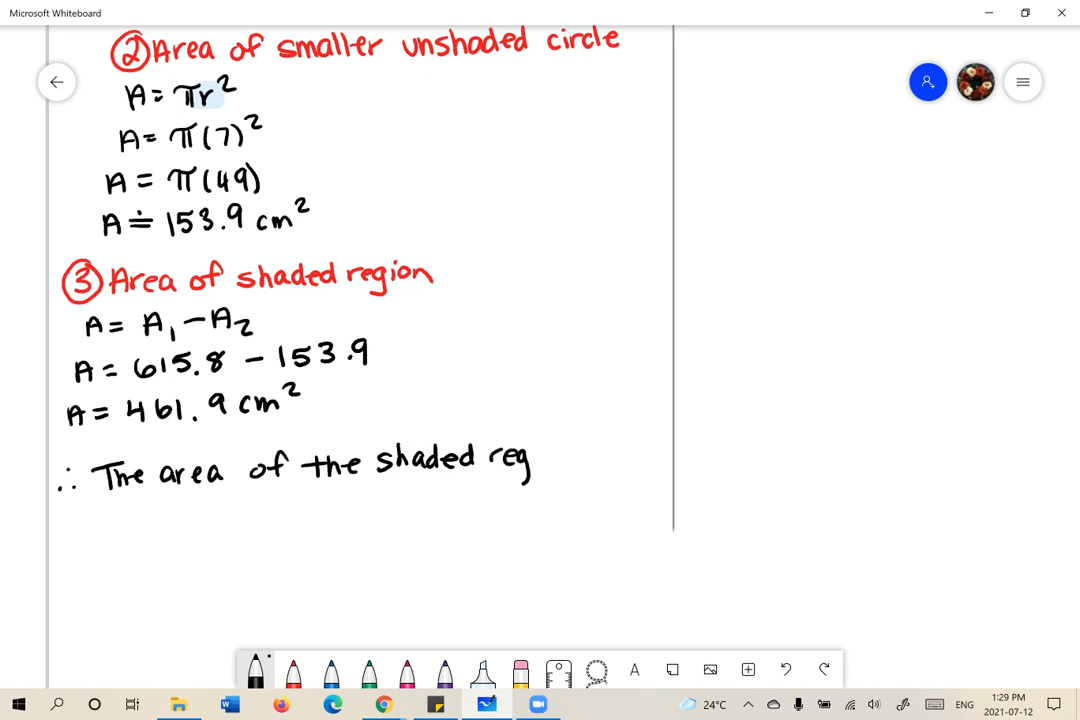 Microsoft Whiteboard
② Area of smaller unshaded circle
A = πr²
A = π(7)²
A = π(49)
A ≐ 153.9 cm²
③ Area of shaded region
A = A₁ − A₂
A = 615.8 − 153.9
A = 461.9 cm²
∴ The area of the shaded reg
A
24°C
ENG
1:29 PM
2021-07-12